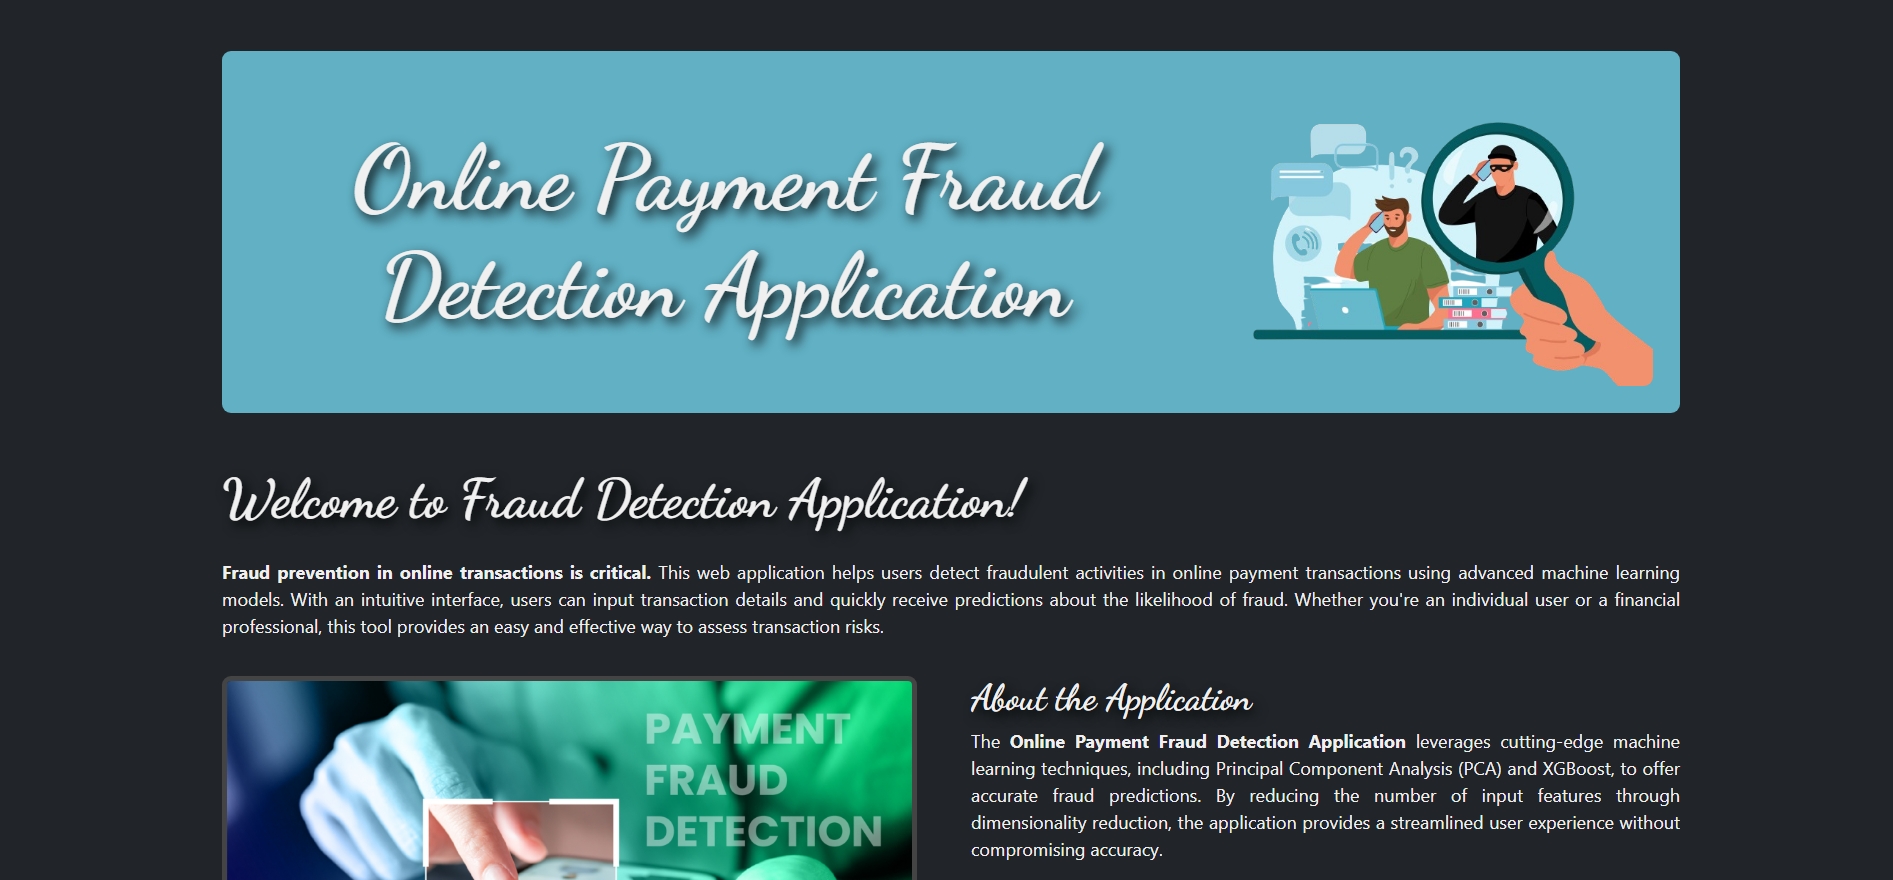 Online Payment Fraud
Detection Application
!?
Welcome to Fraud Detection Application!
Fraud prevention in online transactions is critical. This web application helps users detect fraudulent activities in online payment transactions using advanced machine learning
models. With an intuitive interface, users can input transaction details and quickly receive predictions about the likelihood of fraud. Whether you're an individual user or a financial
professional, this tool provides an easy and effective way to assess transaction risks.
PAYMENT
FRAUD
DETECTION
About the Application
The Online Payment Fraud Detection Application leverages cutting-edge machine
learning techniques, including Principal Component Analysis (PCA) and XGBoost, to offer
accurate fraud predictions. By reducing the number of input features through
dimensionality reduction, the application provides a streamlined user experience without
compromising accuracy.